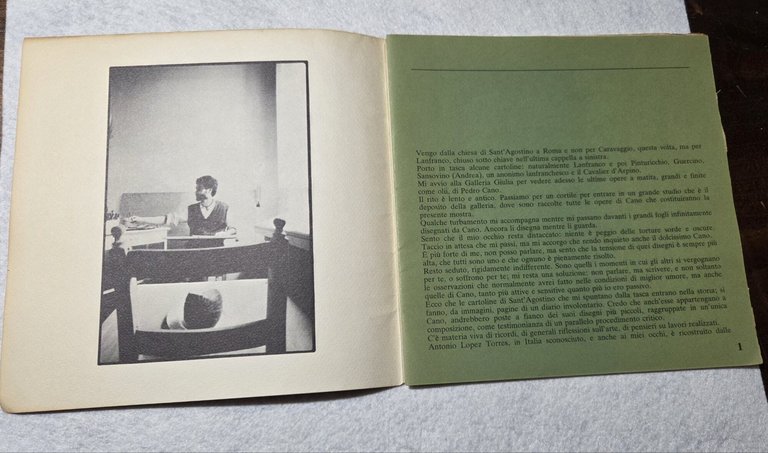 Vengo dalla chiesa di Sant'Agostino a Roma e non per Caravaggio, questa volta, ma per
Lanfranco, chiuso sotto chiave nell'ultima cappella a sinistra.
Porto in tasca alcune cartoline: naturalmente Lanfranco e poi Pinturicchio, Guercino,
Sansovino (Andrea), un anonimo lanfranchesco e il Cavalier d'Arpino.
Mi avvio alla Galleria Giulia per vedere adesso le ultime opere a matita, grandi e finite
come olii, di Pedro Cano.
Il rito è lento e antico. Passiamo per un cortile per entrare in un grande studio che è il
deposito della galleria, dove sono raccolte tutte le opere di Cano che costituiranno la
presente mostra.
Qualche turbamento mi accompagna mentre mi passano davanti i grandi fogli infinitamente
disegnati da Cano. Ancora il disegno mentre li guarda.
Sento che il mio occhio resta distaccato: niente è peggio delle torture sorde e oscure.
Taccio in attesa che mi passi, ma mi accorgo che rendo inquieto anche il dolcissimo Cano.
È più forte di me, non posso parlare, ma sento che la tensione di quei disegni è sempre più
alta, che tutti sono uno e che ognuno è pienamente risolto.
Resto seduto, rigidamente indifferente. Sono quelli i momenti in cui gli altri si vergognano
per te, o soffrono per te; mi resta una soluzione: non parlare, ma scrivere, e non soltanto
le osservazioni che normalmente avrei fatto nelle condizioni di miglior umore, ma anche
quelle di Cano, tanto più attive e sensitive quanto più io ero passivo.
Ecco che le cartoline di Sant'Agostino che mi spuntano dalla tasca entrano nella storia; si
fanno, da immagini, pagine di un diario involontario. Credo che anch'esse appartengano a
Cano, andrebbero poste a fianco dei suoi disegni più piccoli, raggruppate in un'unica
composizione, come testimonianza di un parallelo procedimento critico.
C'è materia viva di ricordi, di generali riflessioni sull'arte, di pensieri su lavori realizzati.
Antonio Lopez Torres, in Italia sconosciuto, e anche ai miei occhi, è ricostruito dalle
1